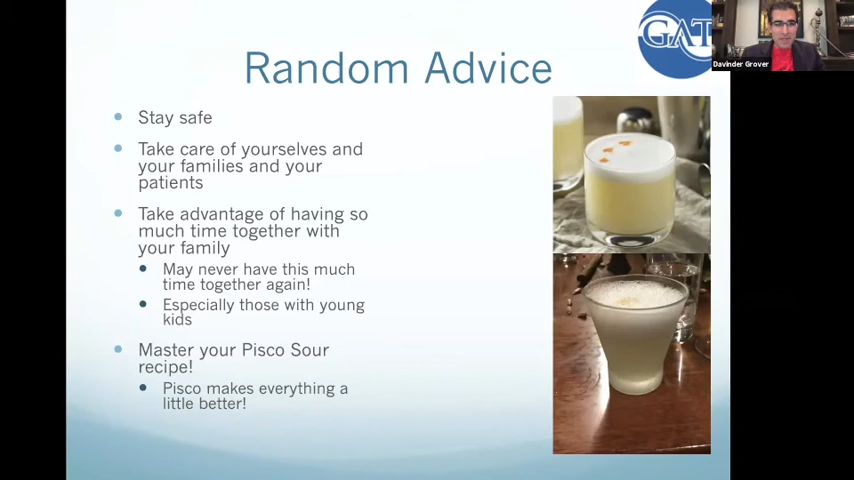 Random Advice
GAT
Davinder Grover
Stay safe
Take care of yourselves and
your families and your
patients
Take advantage of having so
much time together with
your family
May never have this much
time together again!
Especially those with young
kids
Master your Pisco Sour
recipe!
Pisco makes everything a
little better!